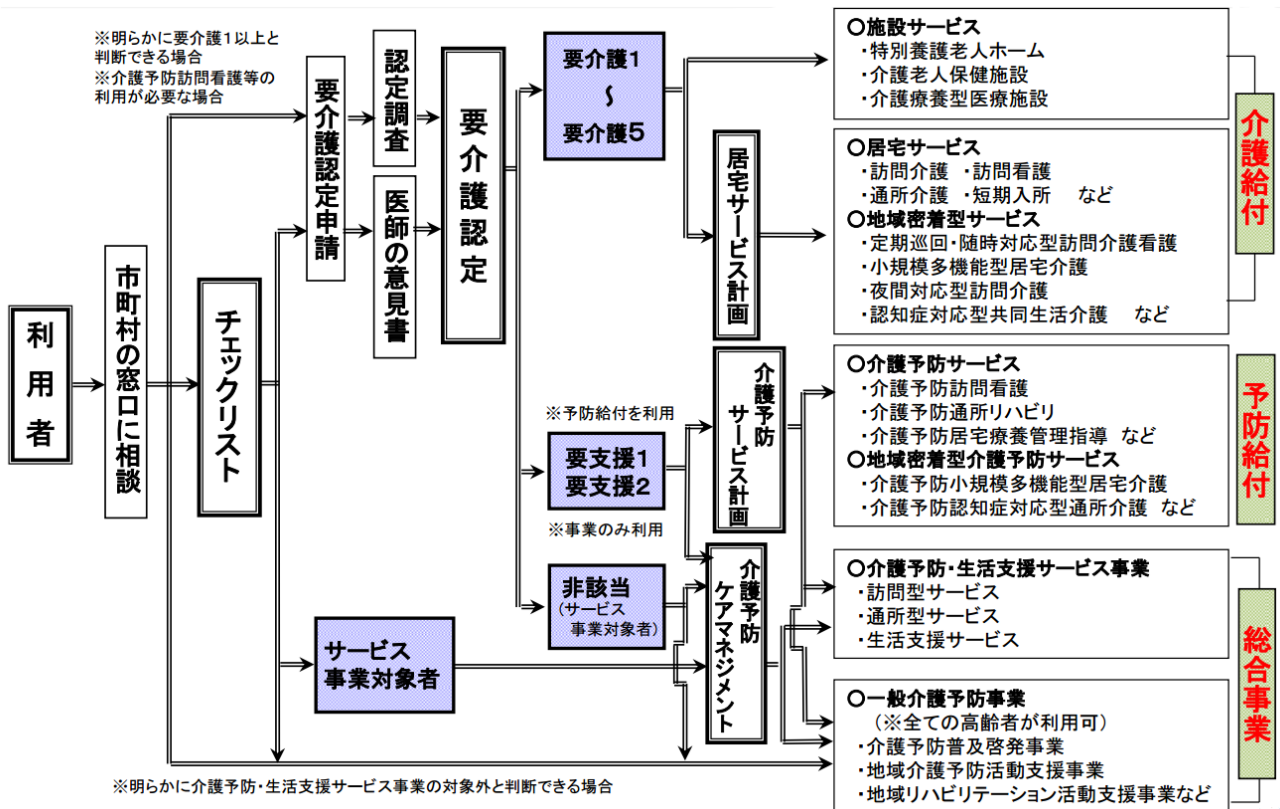 ※明らかに要介護1以上と
判断できる場合
※介護予防訪問看護等の
利用が必要な場合
利用者
市町村の窓口に相談
チェックリスト
要介護認定申請
認定調査
医師の意見書
要介護認定
要介護1
～
要介護5
※予防給付を利用
要支援1
要支援2
※事業のみ利用
非該当
(サービス
事業対象者)
サービス
事業対象者
※明らかに介護予防・生活支援サービス事業の対象外と判断できる場合
居宅サービス計画
介護予防
サービス計画
介護予防
ケアマネジメント
○施設サービス
・特別養護老人ホーム
・介護老人保健施設
・介護療養型医療施設
○居宅サービス
・訪問介護 ・訪問看護
・通所介護 ・短期入所 など
○地域密着型サービス
・定期巡回・随時対応型訪問介護看護
・小規模多機能型居宅介護
・夜間対応型訪問介護
・認知症対応型共同生活介護 など
介護給付
○介護予防サービス
・介護予防訪問看護
・介護予防通所リハビリ
・介護予防居宅療養管理指導 など
○地域密着型介護予防サービス
・介護予防小規模多機能型居宅介護
・介護予防認知症対応型通所介護 など
予防給付
○介護予防・生活支援サービス事業
・訪問型サービス
・通所型サービス
・生活支援サービス
○一般介護予防事業
(※全ての高齢者が利用可)
・介護予防普及啓発事業
・地域介護予防活動支援事業
・地域リハビリテーション活動支援事業など
総合事業